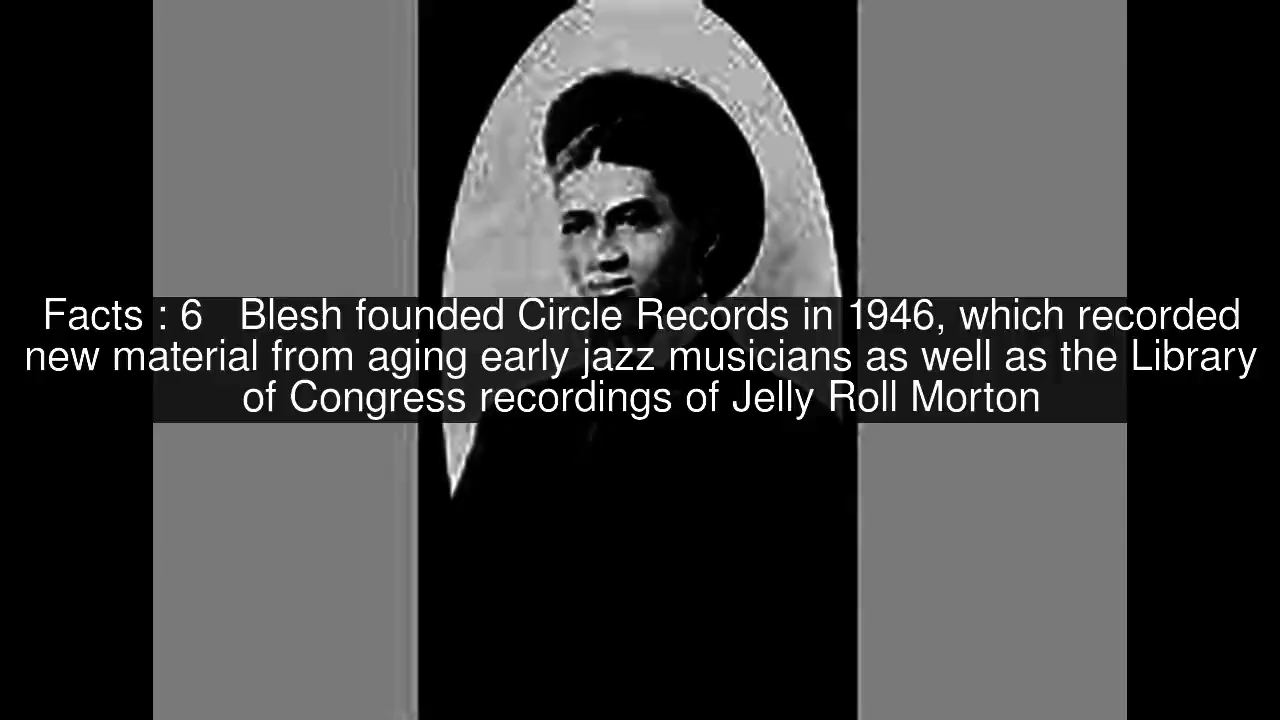 Facts : 6   Blesh founded Circle Records in 1946, which recorded
new material from aging early jazz musicians as well as the Library
of Congress recordings of Jelly Roll Morton